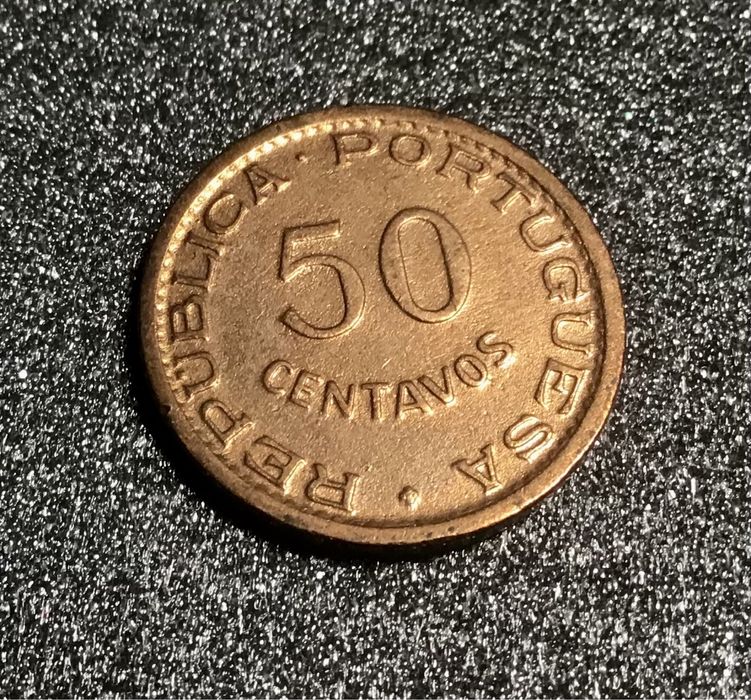 REPUBLICA · PORTUGUESA ·
50
CENTAVOS